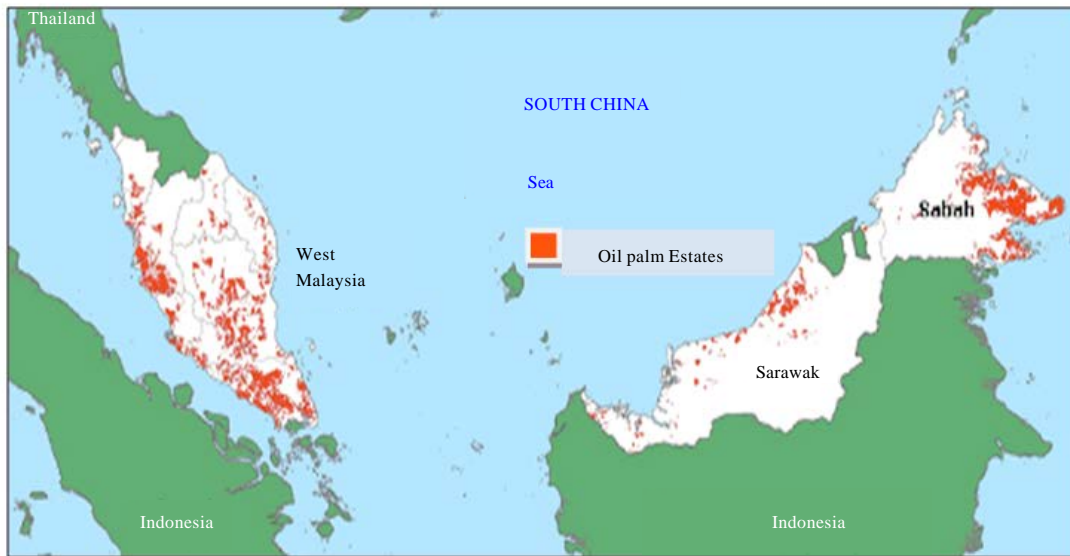 Thailand
SOUTH CHINA
Sea
Sabah
West
Malaysia
Oil palm Estates
Sarawak
Indonesia
Indonesia